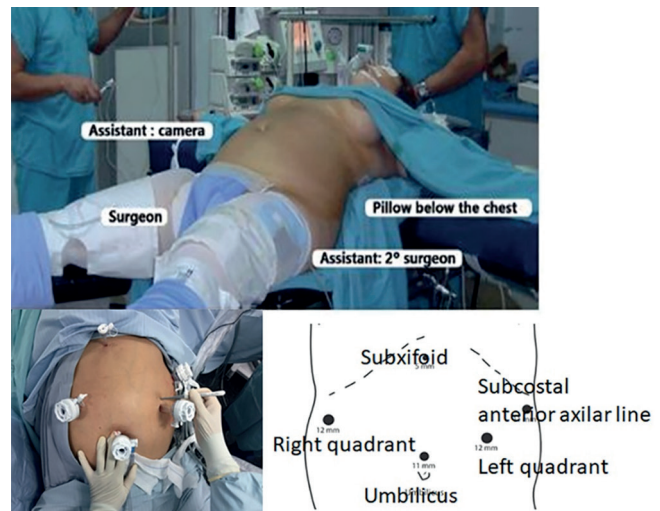 Assistant : camera
Surgeon
Pillow below the chest
Assistant: 2º surgeon
Subxifoid
5 mm
Subcostal
anterior axilar line
12 mm
Right quadrant
12 mm
Left quadrant
11 mm
Umbilicus